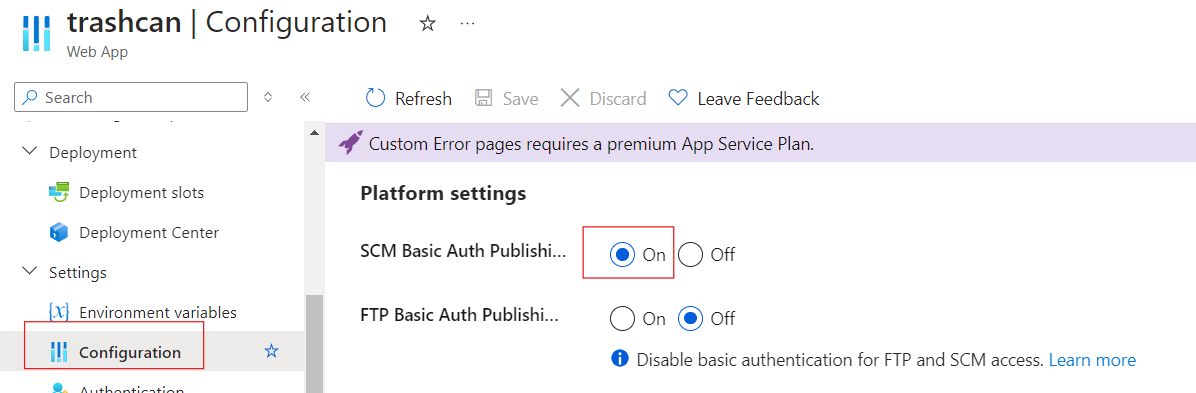 trashcan | Configuration
Web App
Search
Refresh
Save
Discard
Leave Feedback
Custom Error pages requires a premium App Service Plan.
Deployment
Deployment slots
Deployment Center
Settings
Environment variables
Configuration
Authentication
Platform settings
SCM Basic Auth Publishi...
On
Off
FTP Basic Auth Publishi...
On
Off
Disable basic authentication for FTP and SCM access. Learn more